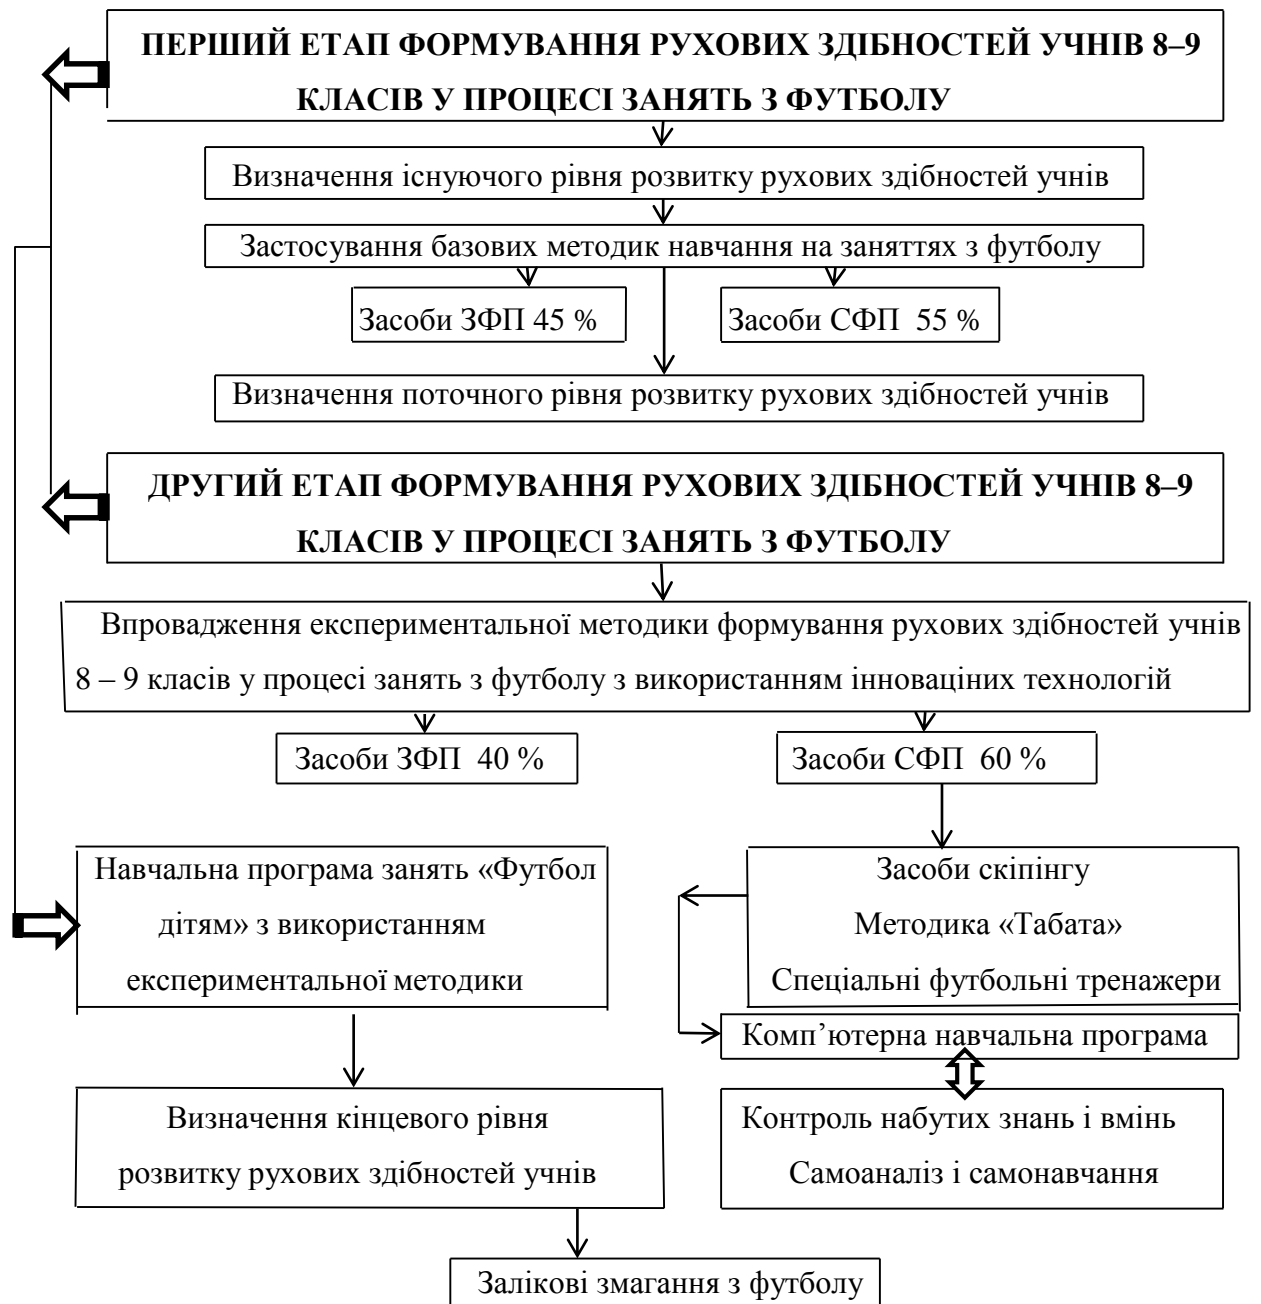 ПЕРШИЙ ЕТАП ФОРМУВАННЯ РУХОВИХ ЗДІБНОСТЕЙ УЧНІВ 8–9
КЛАСІВ У ПРОЦЕСІ ЗАНЯТЬ З ФУТБОЛУ
Визначення існуючого рівня розвитку рухових здібностей учнів
Застосування базових методик навчання на заняттях з футболу
Засоби ЗФП 45 %
Засоби СФП 55 %
Визначення поточного рівня розвитку рухових здібностей учнів
ДРУГИЙ ЕТАП ФОРМУВАННЯ РУХОВИХ ЗДІБНОСТЕЙ УЧНІВ 8–9
КЛАСІВ У ПРОЦЕСІ ЗАНЯТЬ З ФУТБОЛУ
Впровадження експериментальної методики формування рухових здібностей учнів
8 – 9 класів у процесі занять з футболу з використанням інноваціних технологій
Засоби ЗФП 40 %
Засоби СФП 60 %
Навчальна програма занять «Футбол
дітям» з використанням
експериментальної методики
Засоби скіпінгу
Методика «Табата»
Спеціальні футбольні тренажери
Комп’ютерна навчальна програма
Визначення кінцевого рівня
розвитку рухових здібностей учнів
Контроль набутих знань і вмінь
Самоаналіз і самонавчання
Залікові змагання з футболу